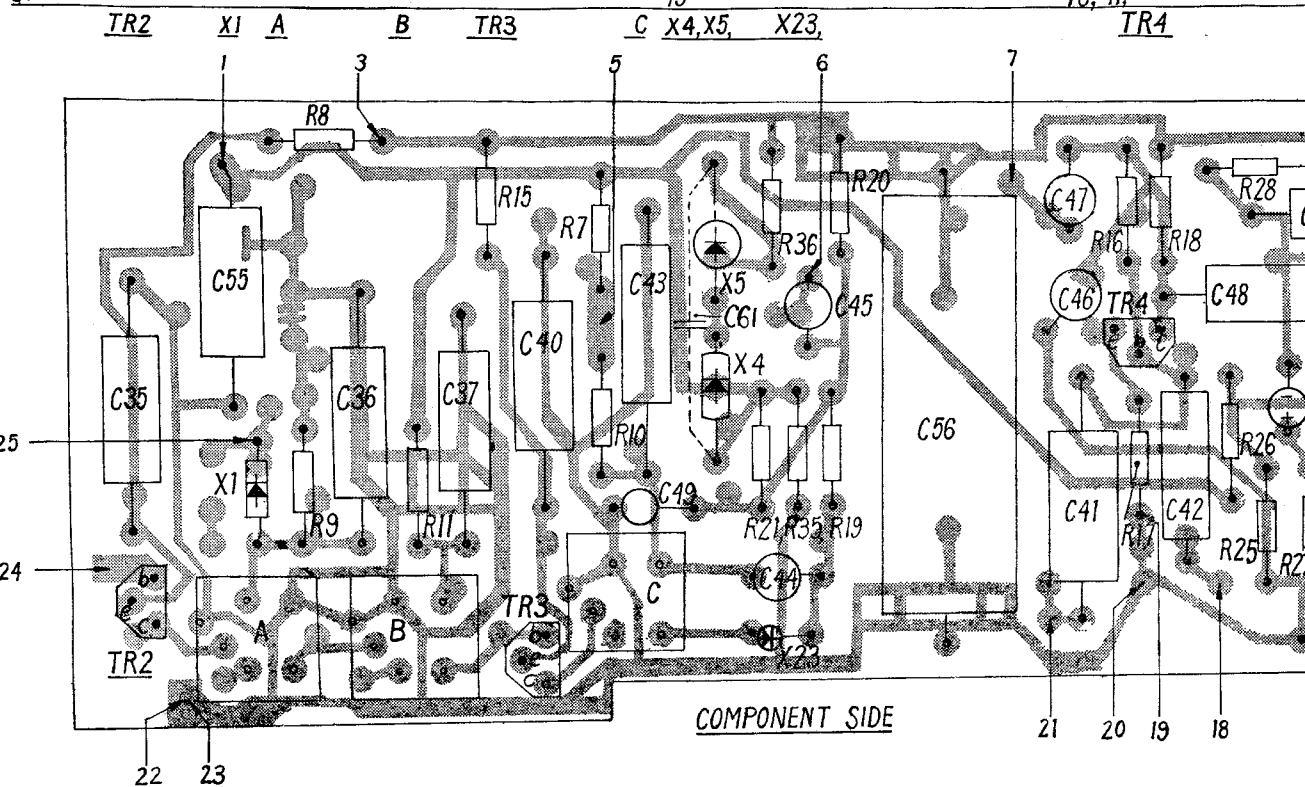 TR2 X1 A B TR3 C X4,X5, X23, TR4
1 3 5 6 7
R8
R15 R7 R20 C47 R28
R36 R16 R18
C55 C43 X5 C45 C46 C48
C61 TR4
C40
X4
C35 C36 C37
C56
25 R10 R26
X1 C49
R9 R11 R21 R35 R19 C41 R17 C42 R25
24 b C44
e A B TR3 b C
c e
TR2 c X23
COMPONENT SIDE
21 20 19 18
22 23